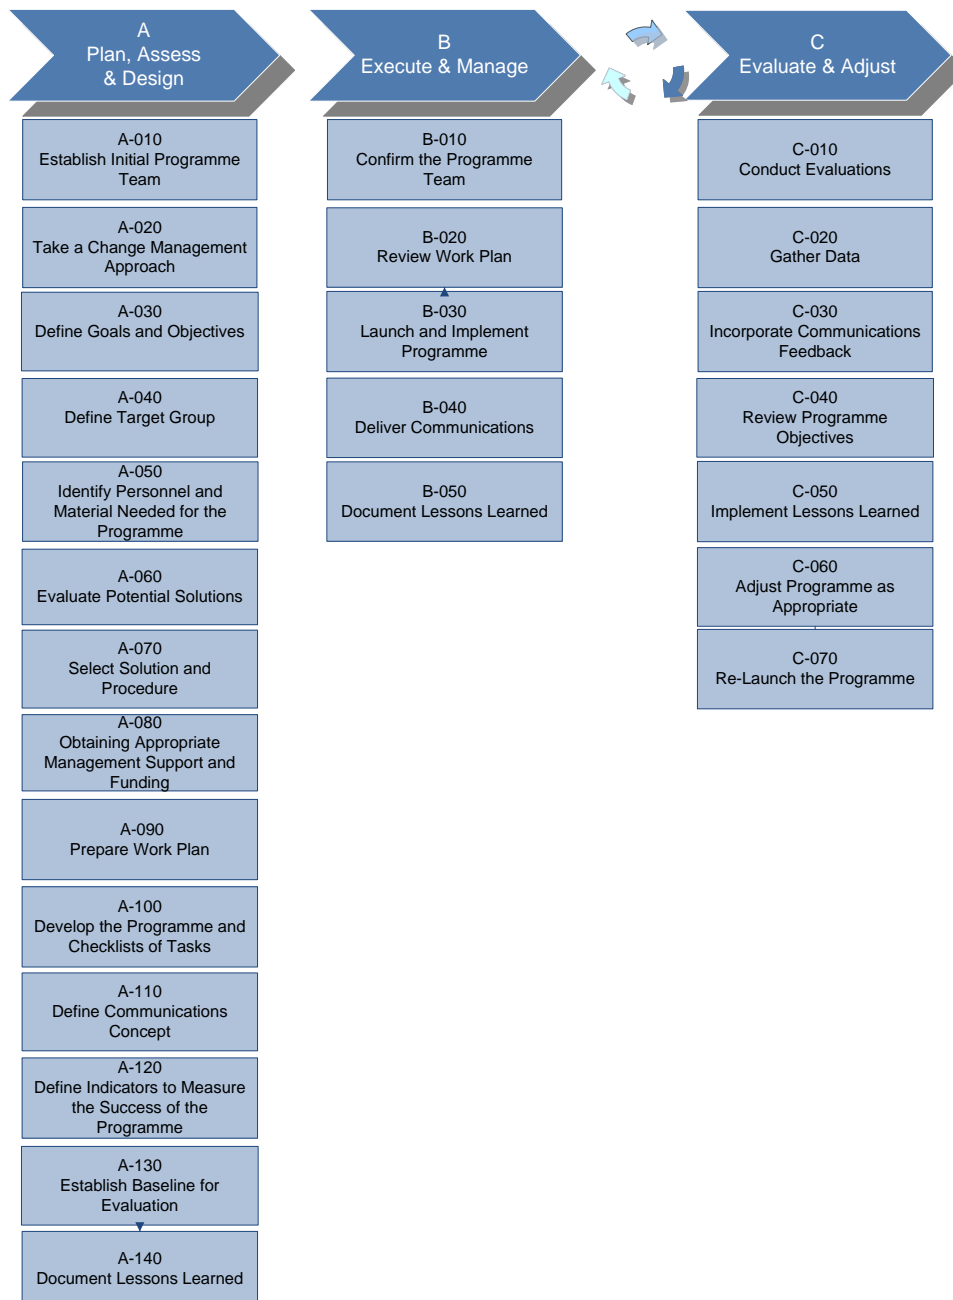 A
Plan, Assess
& Design
A-010
Establish Initial Programme
Team
A-020
Take a Change Management
Approach
A-030
Define Goals and Objectives
A-040
Define Target Group
A-050
Identify Personnel and
Material Needed for the
Programme
A-060
Evaluate Potential Solutions
A-070
Select Solution and
Procedure
A-080
Obtaining Appropriate
Management Support and
Funding
A-090
Prepare Work Plan
A-100
Develop the Programme and
Checklists of Tasks
A-110
Define Communications
Concept
A-120
Define Indicators to Measure
the Success of the
Programme
A-130
Establish Baseline for
Evaluation
A-140
Document Lessons Learned
B
Execute & Manage
B-010
Confirm the Programme
Team
B-020
Review Work Plan
B-030
Launch and Implement
Programme
B-040
Deliver Communications
B-050
Document Lessons Learned
C
Evaluate & Adjust
C-010
Conduct Evaluations
C-020
Gather Data
C-030
Incorporate Communications
Feedback
C-040
Review Programme
Objectives
C-050
Implement Lessons Learned
C-060
Adjust Programme as
Appropriate
C-070
Re-Launch the Programme